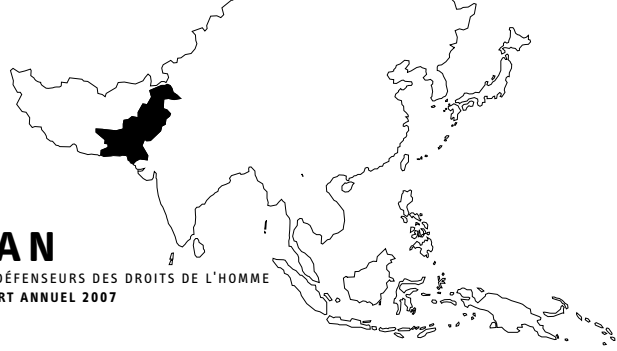 AN
DÉFENSEURS DES DROITS DE L'HOMME
RT ANNUEL 2007